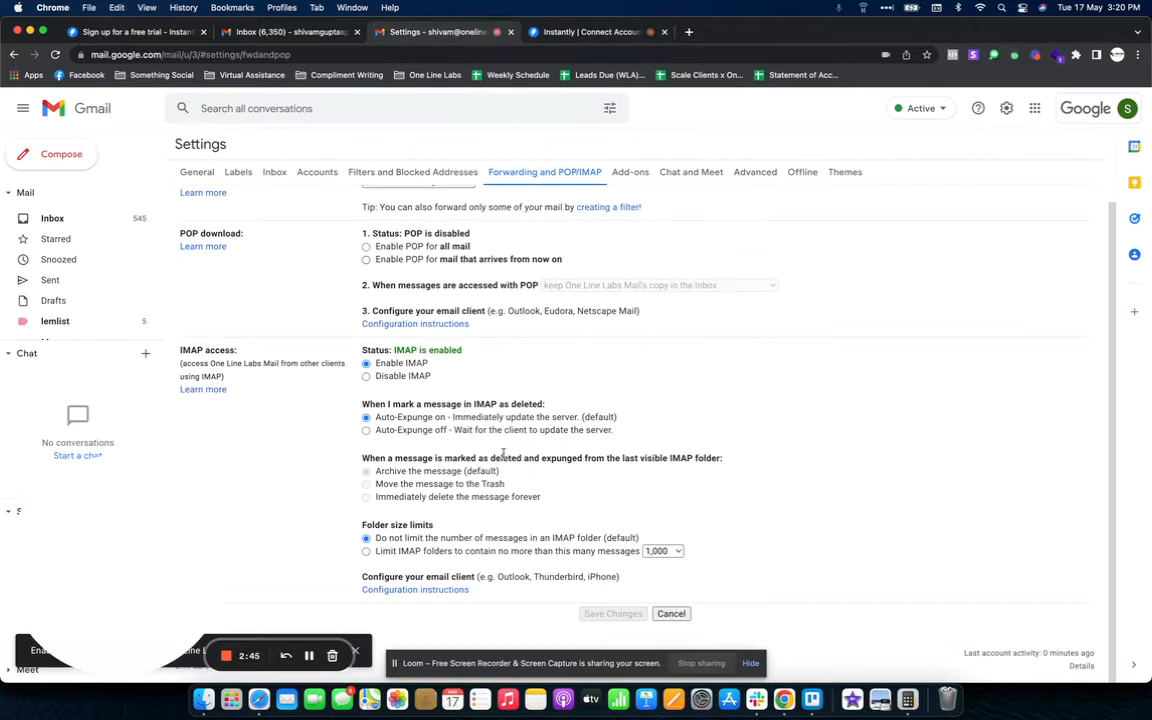 Chrome File Edit View History Bookmarks Profiles Tab Window Help Tue 17 May 3:20 PM
Sign up for a free trial - Instant Inbox (6,350) - shivamguptas Settings - shivam@oneline Instantly | Connect Accoun
mail.google.com/mail/u/3/#settings/fwdandpop
Apps Facebook Something Social Virtual Assistance Compliment Writing One Line Labs Weekly Schedule Leads Due (WLA)... Scale Clients x On... Statement of Acc...
Gmail Search all conversations Active Google S
Compose
Mail
Inbox 545
Starred
Snoozed
Sent
Drafts
lemlist 5
Chat
No conversations
Start a chat
S
Meet
Settings
General Labels Inbox Accounts Filters and Blocked Addresses Forwarding and POP/IMAP Add-ons Chat and Meet Advanced Offline Themes
Learn more
Tip: You can also forward only some of your mail by creating a filter!
POP download: 1. Status: POP is disabled
Learn more Enable POP for all mail
Enable POP for mail that arrives from now on
2. When messages are accessed with POP keep One Line Labs Mail's copy in the Inbox
3. Configure your email client (e.g. Outlook, Eudora, Netscape Mail)
Configuration instructions
IMAP access: Status: IMAP is enabled
(access One Line Labs Mail from other clients Enable IMAP
using IMAP) Disable IMAP
Learn more
When I mark a message in IMAP as deleted:
Auto-Expunge on - Immediately update the server. (default)
Auto-Expunge off - Wait for the client to update the server.
When a message is marked as deleted and expunged from the last visible IMAP folder:
Archive the message (default)
Move the message to the Trash
Immediately delete the message forever
Folder size limits
Do not limit the number of messages in an IMAP folder (default)
Limit IMAP folders to contain no more than this many messages 1,000
Configure your email client (e.g. Outlook, Thunderbird, iPhone)
Configuration instructions
Save Changes Cancel
Ena
2:45
Loom – Free Screen Recorder & Screen Capture is sharing your screen. Stop sharing Hide
Last account activity: 0 minutes ago
Details
17